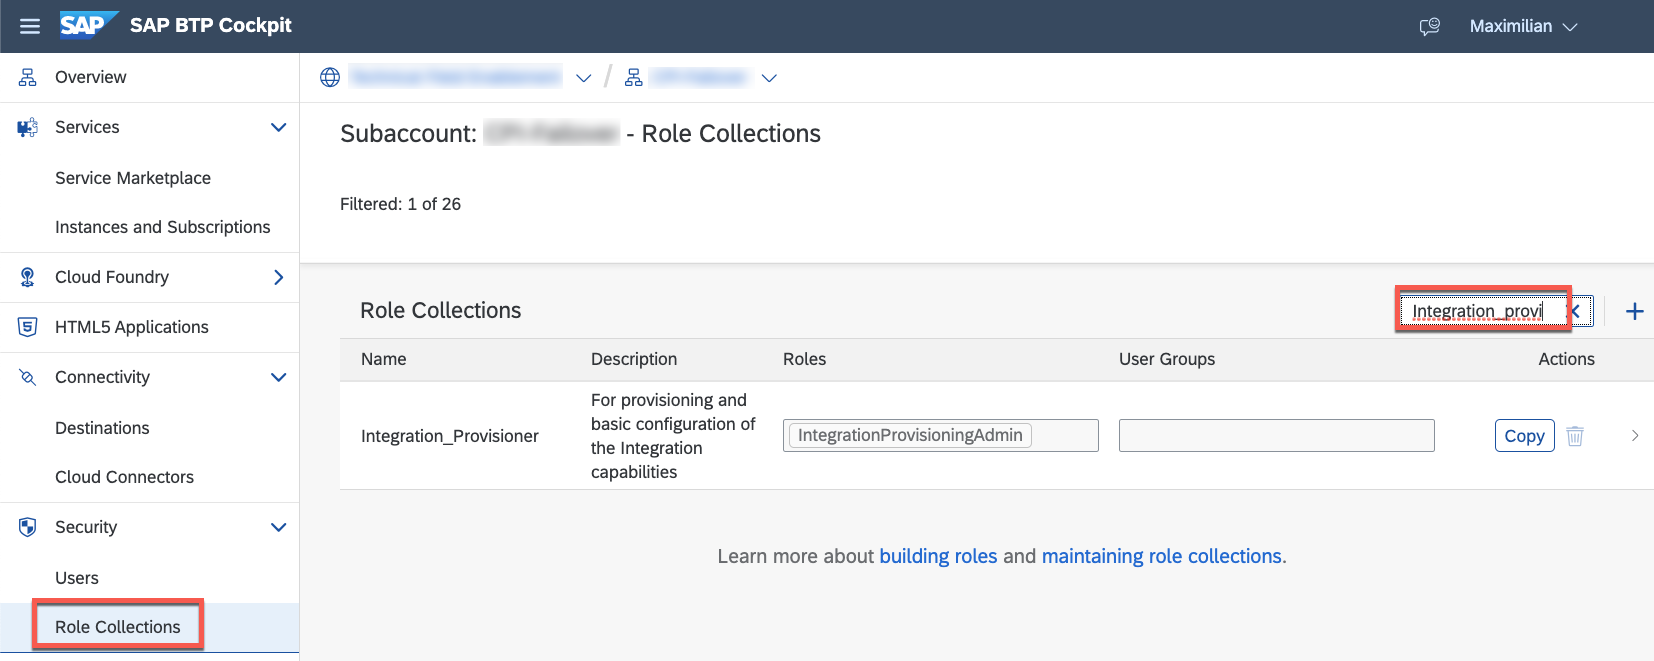 SAP SAP BTP Cockpit
Maximilian
Overview
Services
Service Marketplace
Instances and Subscriptions
Cloud Foundry
HTML5 Applications
Connectivity
Destinations
Cloud Connectors
Security
Users
Role Collections
/
Subaccount: - Role Collections
Filtered: 1 of 26
Role Collections
Integration_provi
Name Description Roles User Groups Actions
Integration_Provisioner
For provisioning and
basic configuration of
the Integration
capabilities
IntegrationProvisioningAdmin
Copy
Learn more about building roles and maintaining role collections.